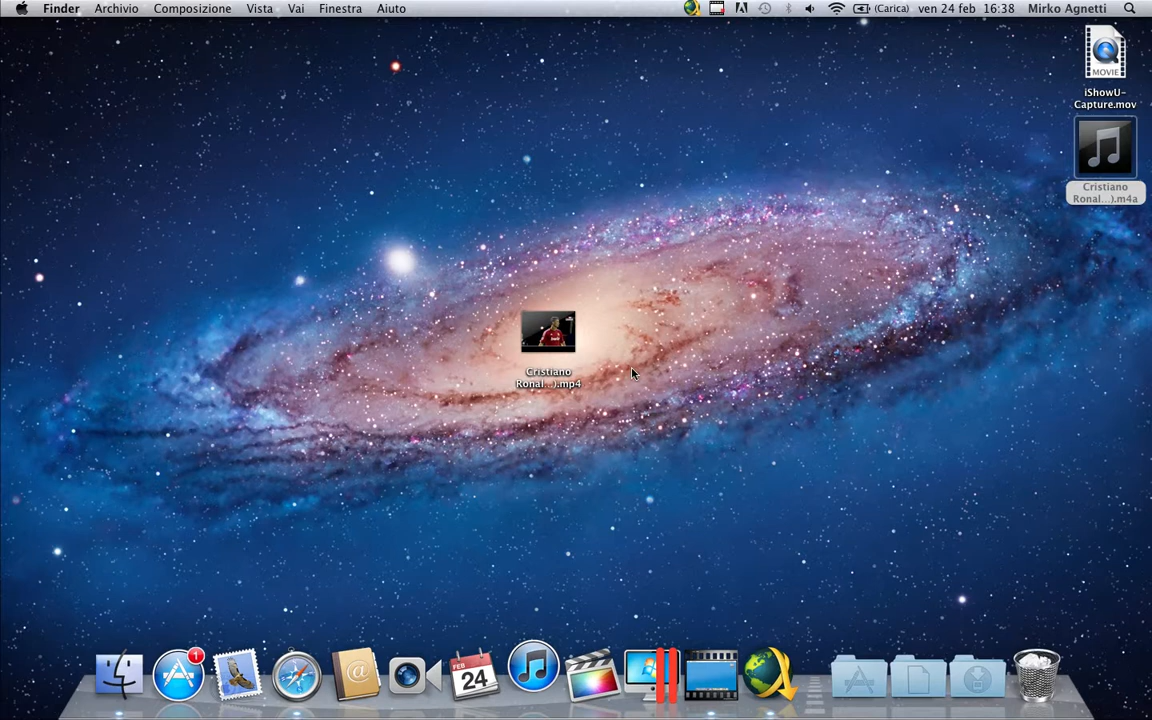 Finder Archivio Composizione Vista Vai Finestra Aiuto (Carica) ven 24 feb 16:38 Mirko Agnetti
MOVIE
iShowU-
Capture.mov
Cristiano
Ronal...).m4a
Cristiano
Ronal...).mp4
1
FEB
24